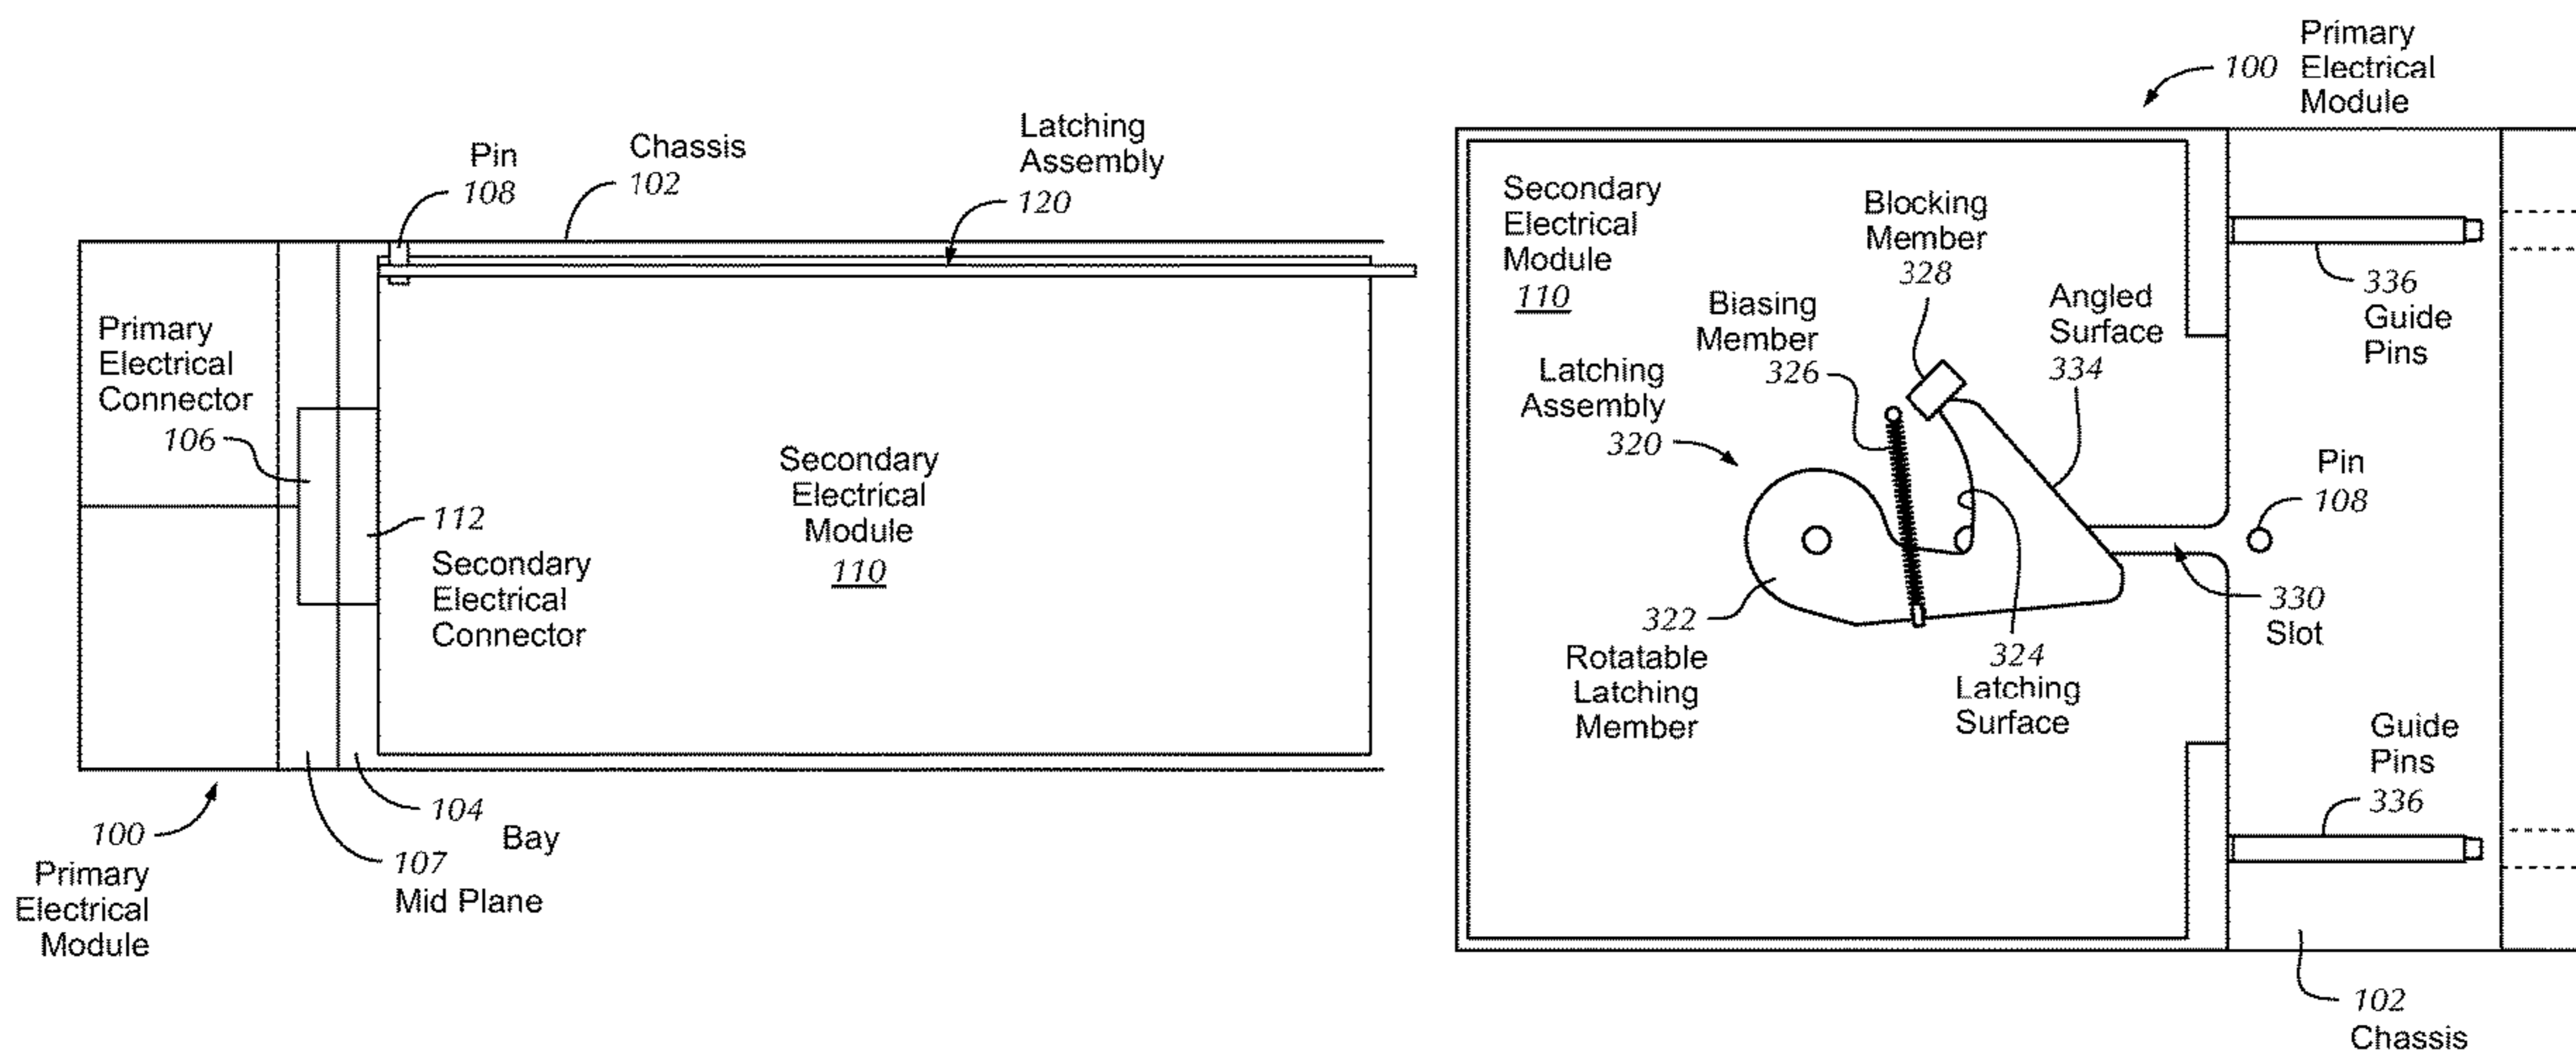 Pin
108
Chassis
102
Latching
Assembly
120
Primary
Electrical
Connector
106
112
Secondary
Electrical
Connector
Secondary
Electrical
Module
110
100
Primary
Electrical
Module
104
Bay
107
Mid Plane
100
Primary
Electrical
Module
Secondary
Electrical
Module
110
Blocking
Member
328
Biasing
Member
326
Latching
Assembly
320
Angled
Surface
334
336
Guide
Pins
Pin
108
330
Slot
322
Rotatable
Latching
Member
324
Latching
Surface
Guide
Pins
336
102
Chassis